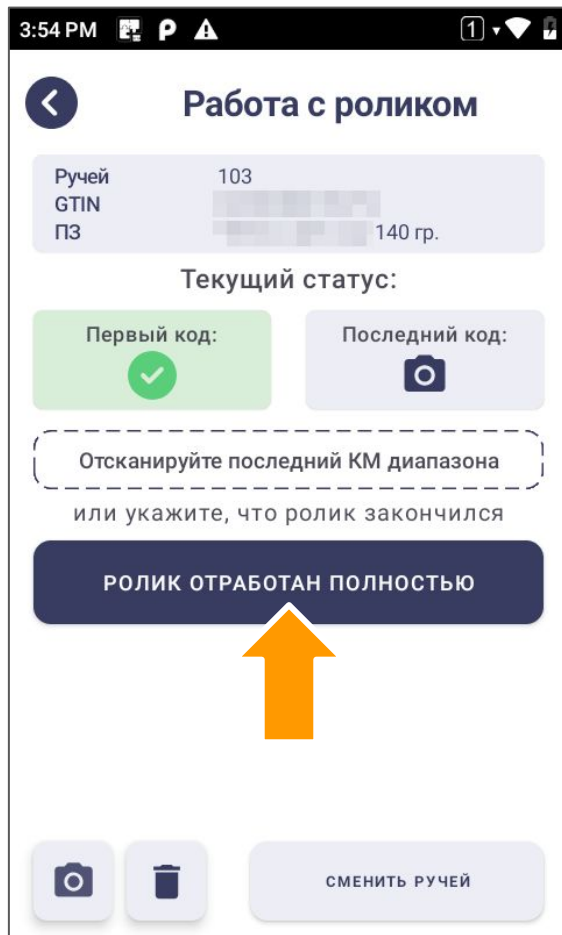 3:54 PM P 1
Работа с роликом
Ручей 103
GTIN
ПЗ 140 гр.
Текущий статус:
Первый код: Последний код:
Отсканируйте последний КМ диапазона
или укажите, что ролик закончился
РОЛИК ОТРАБОТАН ПОЛНОСТЬЮ
СМЕНИТЬ РУЧЕЙ